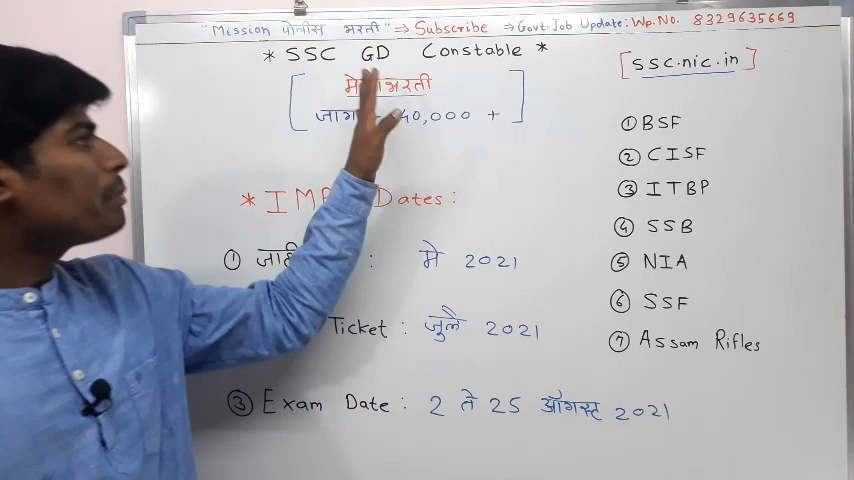 "Mission पोलीस भरती" ⇒ Subscribe ⇒ Govt. Job Update: Wp. No. 8329635669
* SSC GD Constable *
भरती
40,000 +
* IMP Dates:
① : मे 2021
Ticket : जुलै 2021
③ Exam Date : 2 ते 25 ऑगस्ट 2021
[SSC.nic.in]
① BSF
② CISF
③ ITBP
④ SSB
⑤ NIA
⑥ SSF
⑦ Assam Rifles